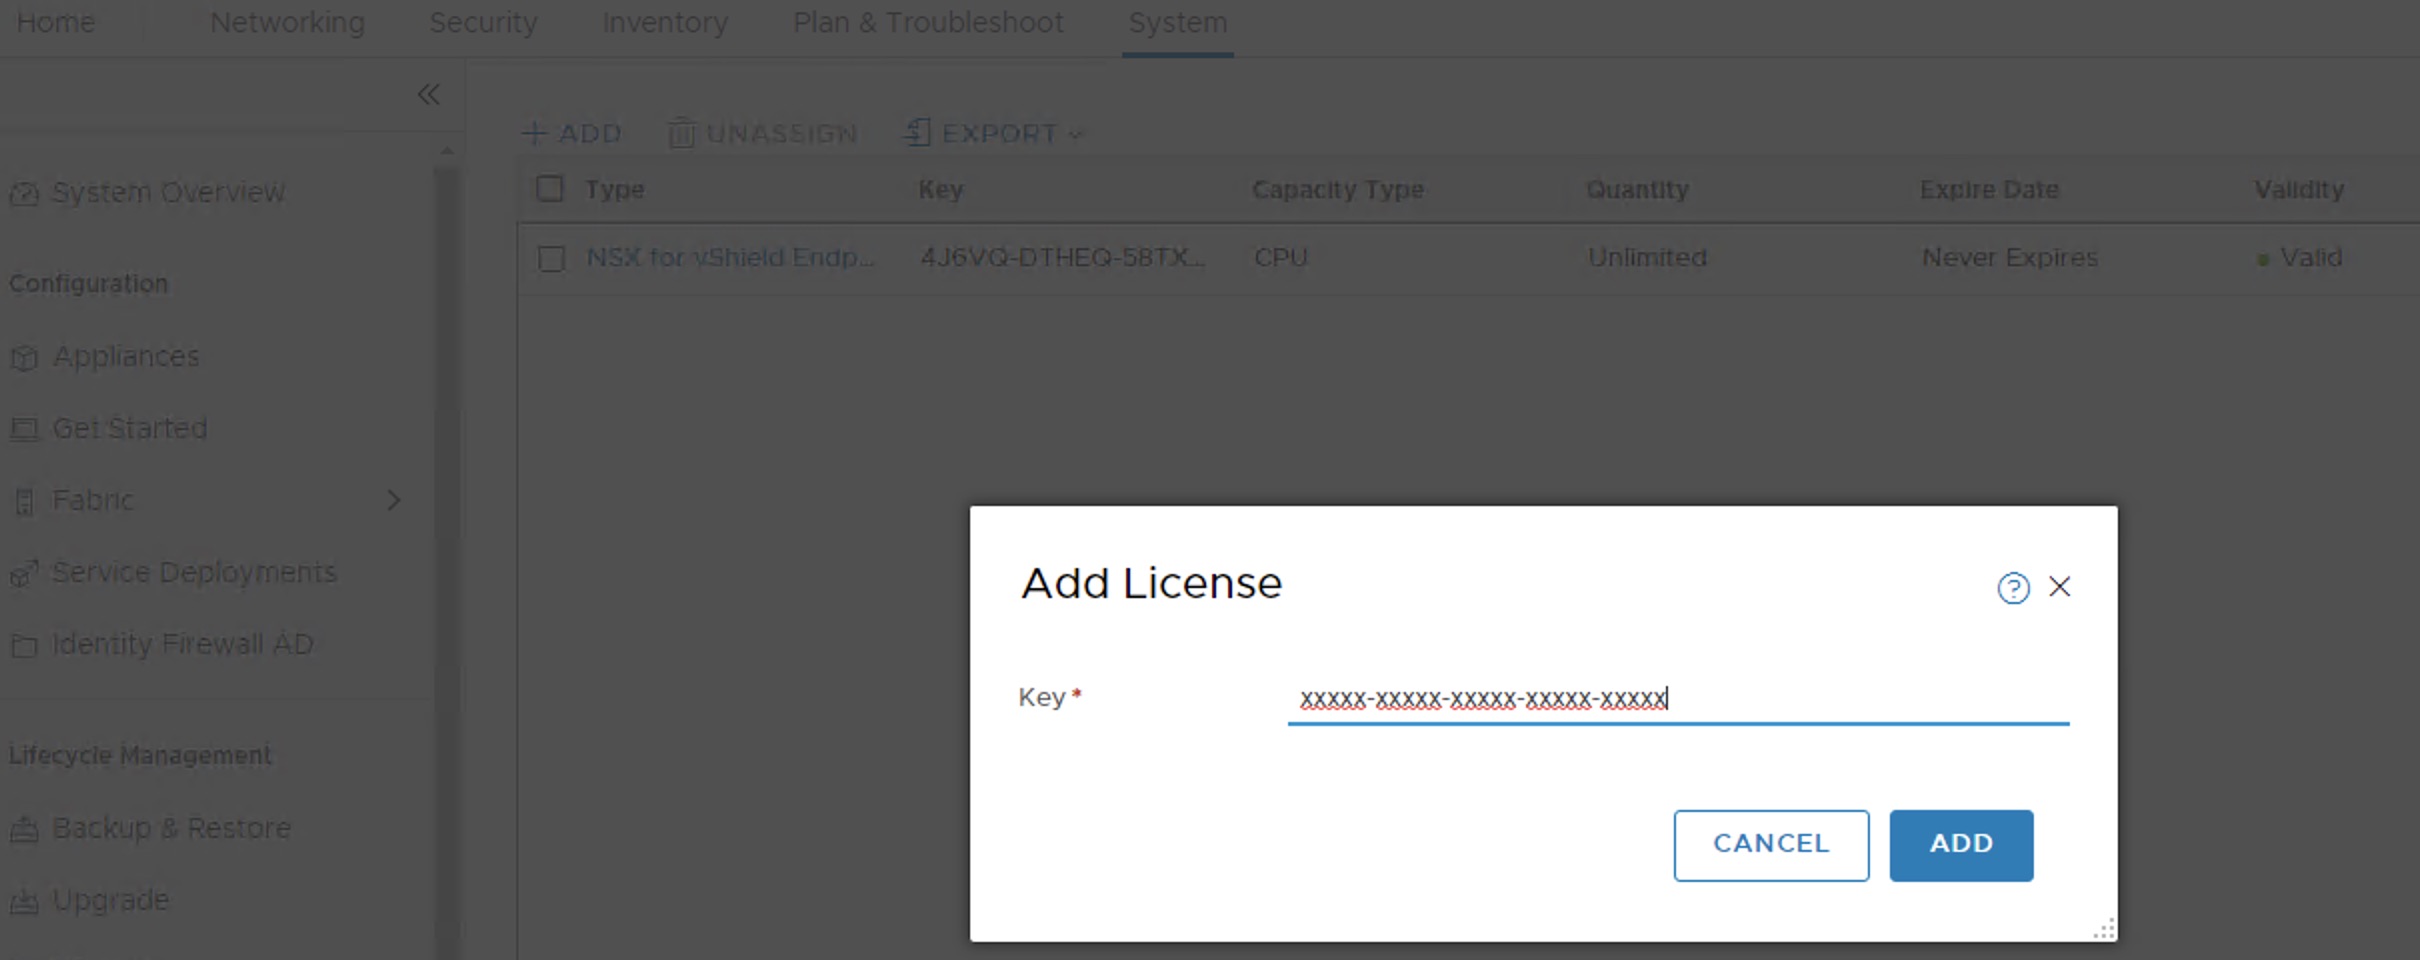 Home Networking Security Inventory Plan & Troubleshoot System
ADD UNASSIGN EXPORT
Type Key Capacity Type Quantity Expire Date Validity
NSX for vShield Endp... 4J6VQ-DTHEQ-58TX... CPU Unlimited Never Expires Valid
System Overview
Configuration
Appliances
Get Started
Fabric
Service Deployments
Identity Firewall AD
Lifecycle Management
Backup & Restore
Upgrade
Add License
Key *
xxxxx-xxxxx-xxxxx-xxxxx-xxxxx
CANCEL ADD